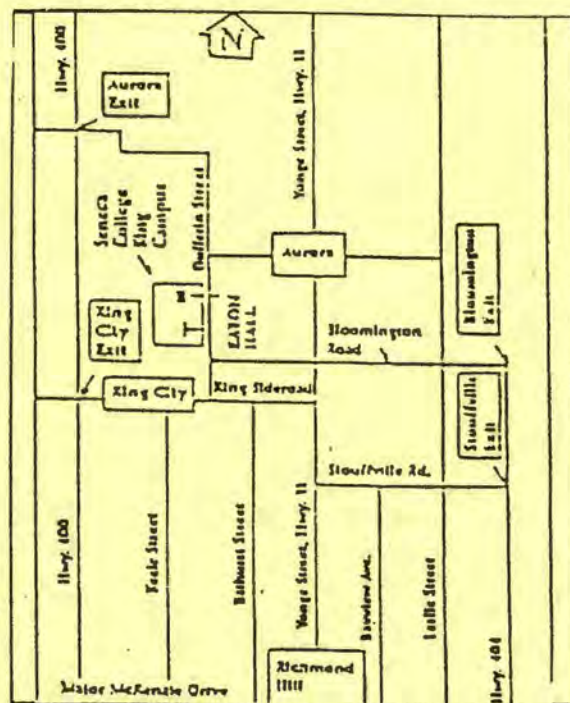 N
Hwy. 400
Aurora
Exit
Yonge Street, Hwy. 11
Dufferin Street
Seneca
College
King
Campus
Aurora
Bloomington
Exit
King
City
Exit
EATON
HALL
Bloomington
Road
King City
King Sideroad
Stouffville
Exit
Stouffville Rd.
Hwy. 400
Keele Street
Bathurst Street
Yonge Street, Hwy. 11
Bayview Ave.
Leslie Street
Hwy. 404
Richmond
Hill
Major McKenzie Drive